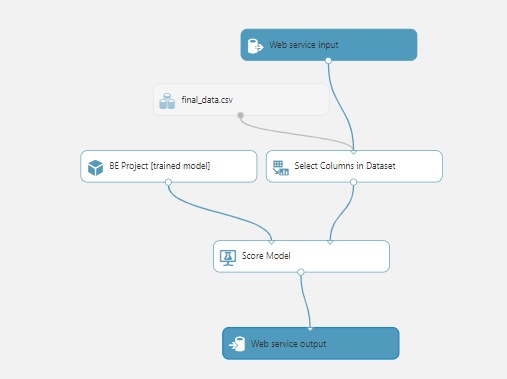 Web service input
final_data.csv
BE Project [trained model]
Select Columns in Dataset
Score Model
Web service output